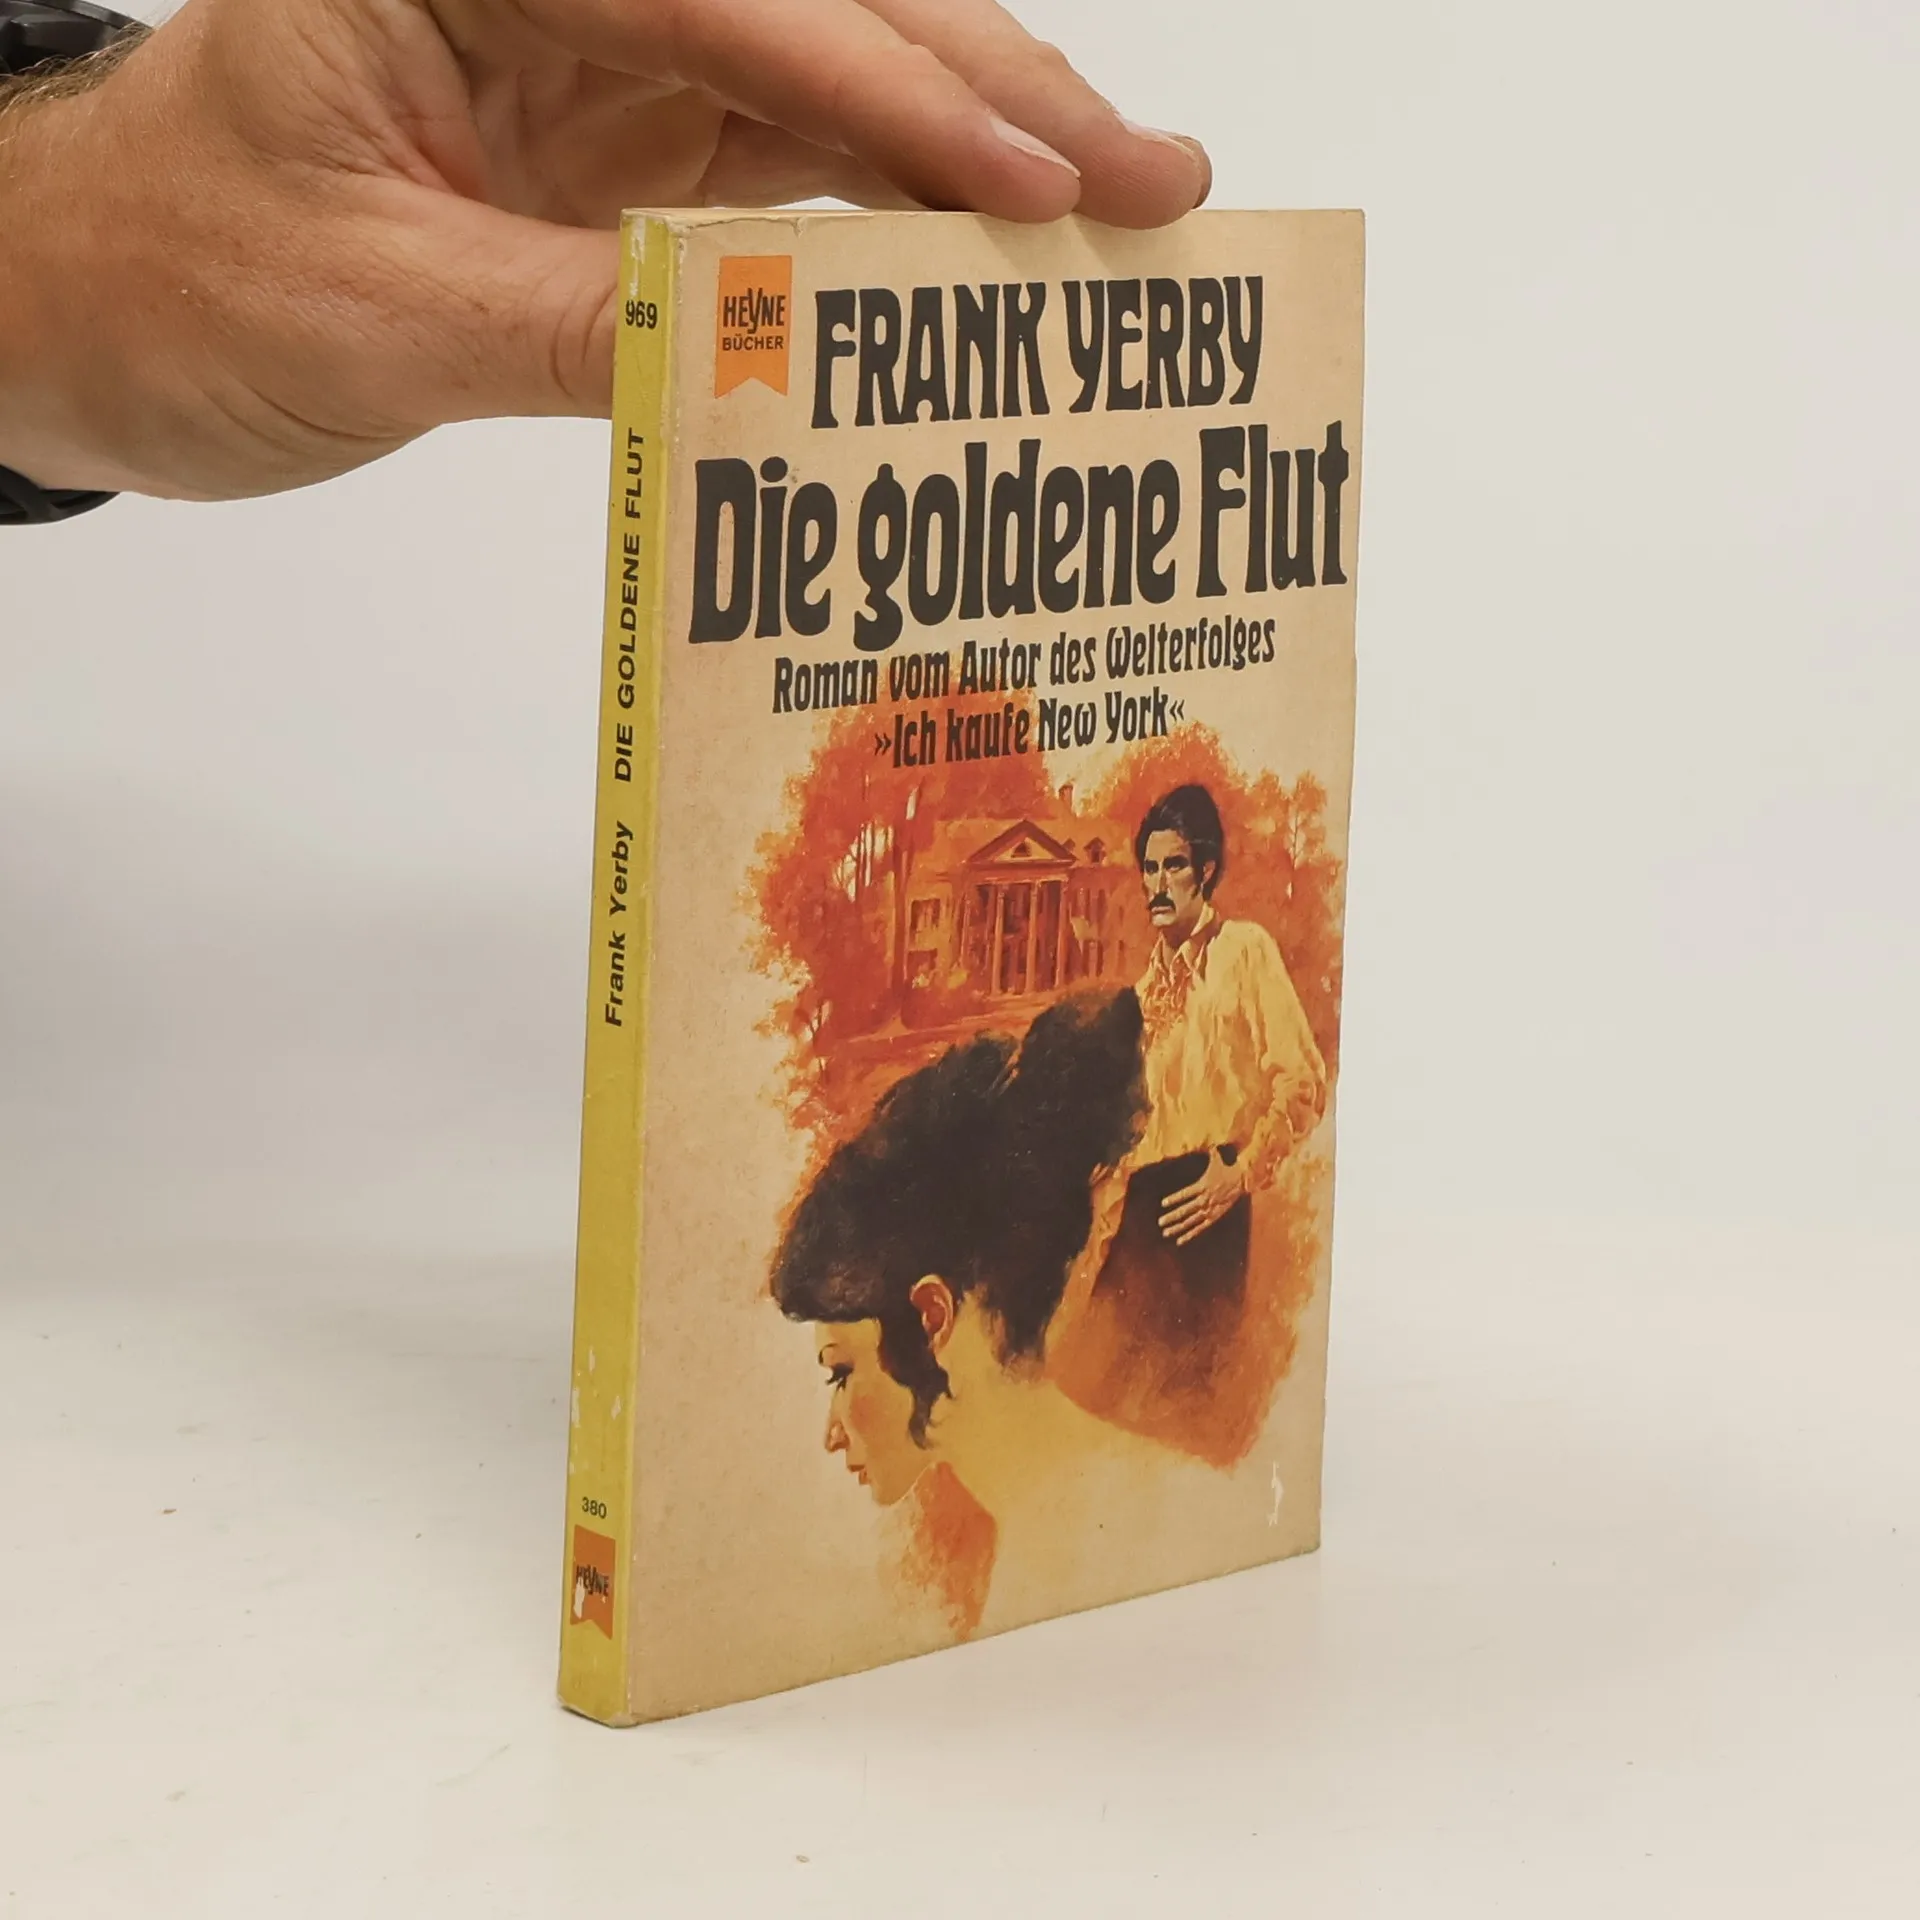 HEYNE
BÜCHER
FRANK YERBY
Die goldene Flut
Roman vom Autor des Welterfolges
»Ich kaufe New York«
969
Frank Yerby DIE GOLDENE FLUT
380
HEYNE